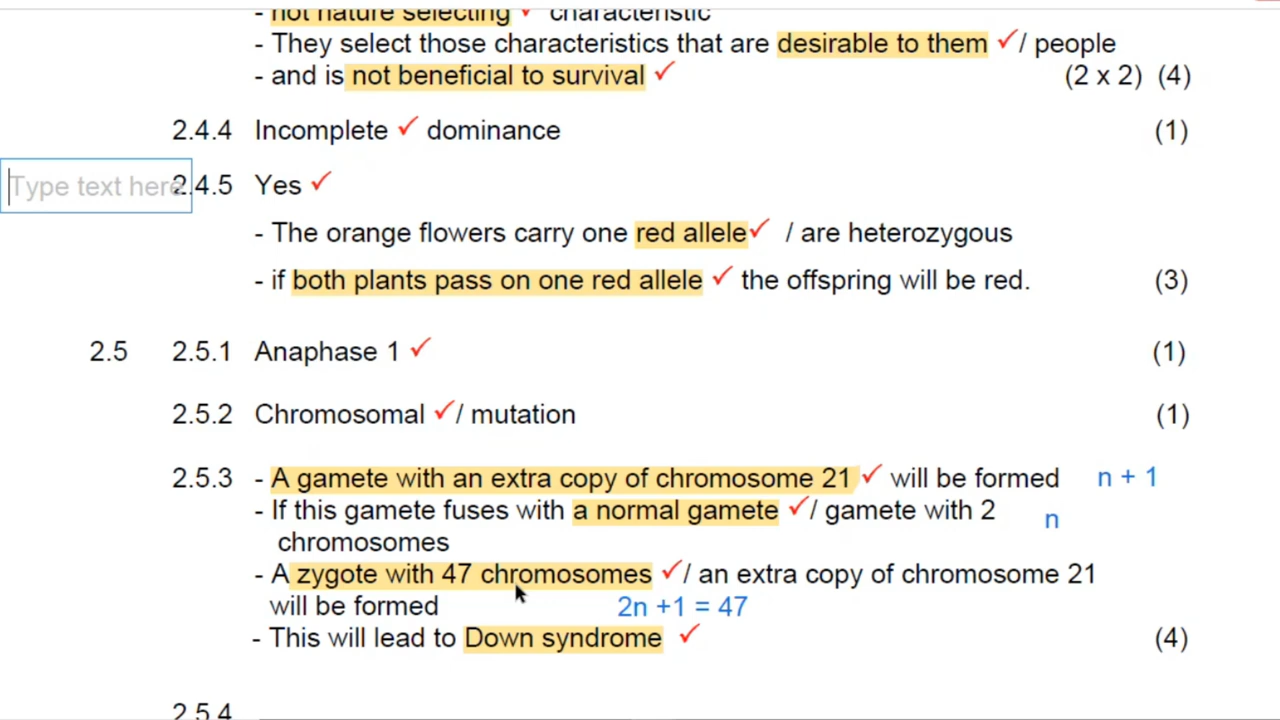 - not nature selecting ✓ characteristic
- They select those characteristics that are desirable to them ✓/ people
- and is not beneficial to survival ✓ (2 x 2) (4)
2.4.4 Incomplete ✓ dominance (1)
Type text here 2.4.5 Yes ✓
- The orange flowers carry one red allele✓ / are heterozygous
- if both plants pass on one red allele ✓ the offspring will be red. (3)
2.5 2.5.1 Anaphase 1 ✓ (1)
2.5.2 Chromosomal ✓/ mutation (1)
2.5.3 - A gamete with an extra copy of chromosome 21 ✓ will be formed n + 1
- If this gamete fuses with a normal gamete ✓/ gamete with 2 n
chromosomes
- A zygote with 47 chromosomes ✓/ an extra copy of chromosome 21
will be formed 2n +1 = 47
- This will lead to Down syndrome ✓ (4)
2.5.4